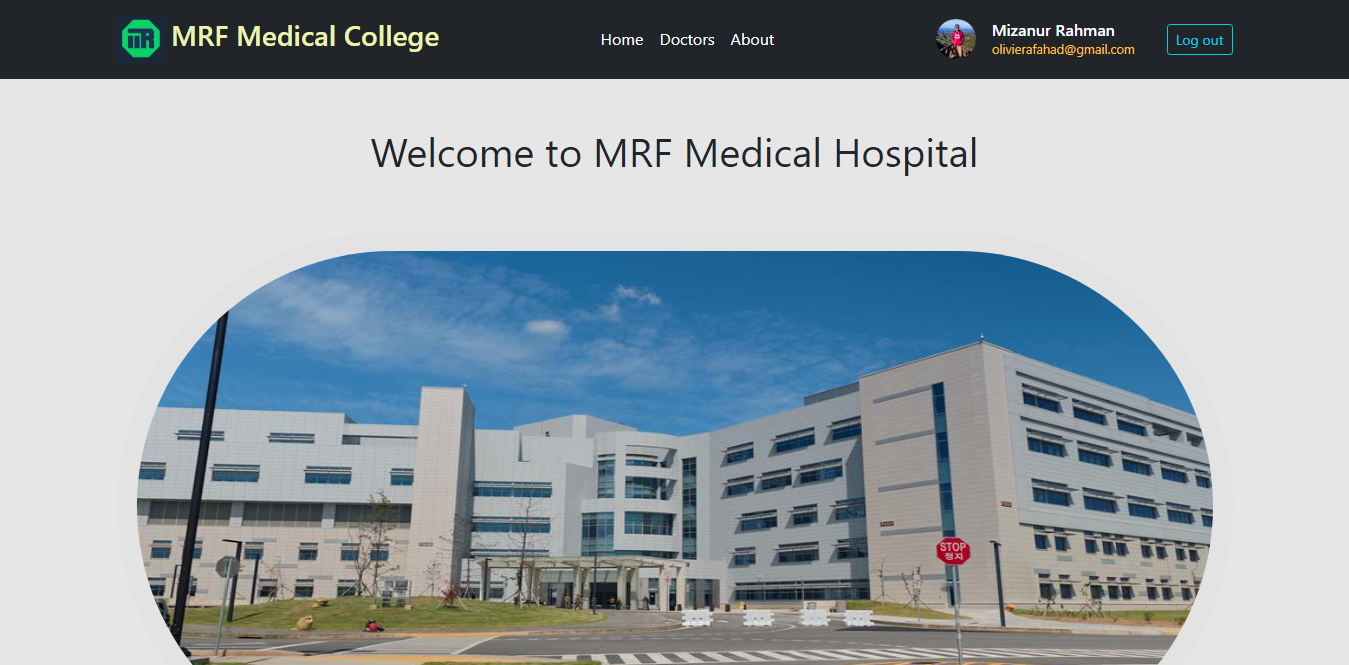 mR MRF Medical College
Home Doctors About
Mizanur Rahman
olivierafahad@gmail.com
Log out
Welcome to MRF Medical Hospital
STOP
정지